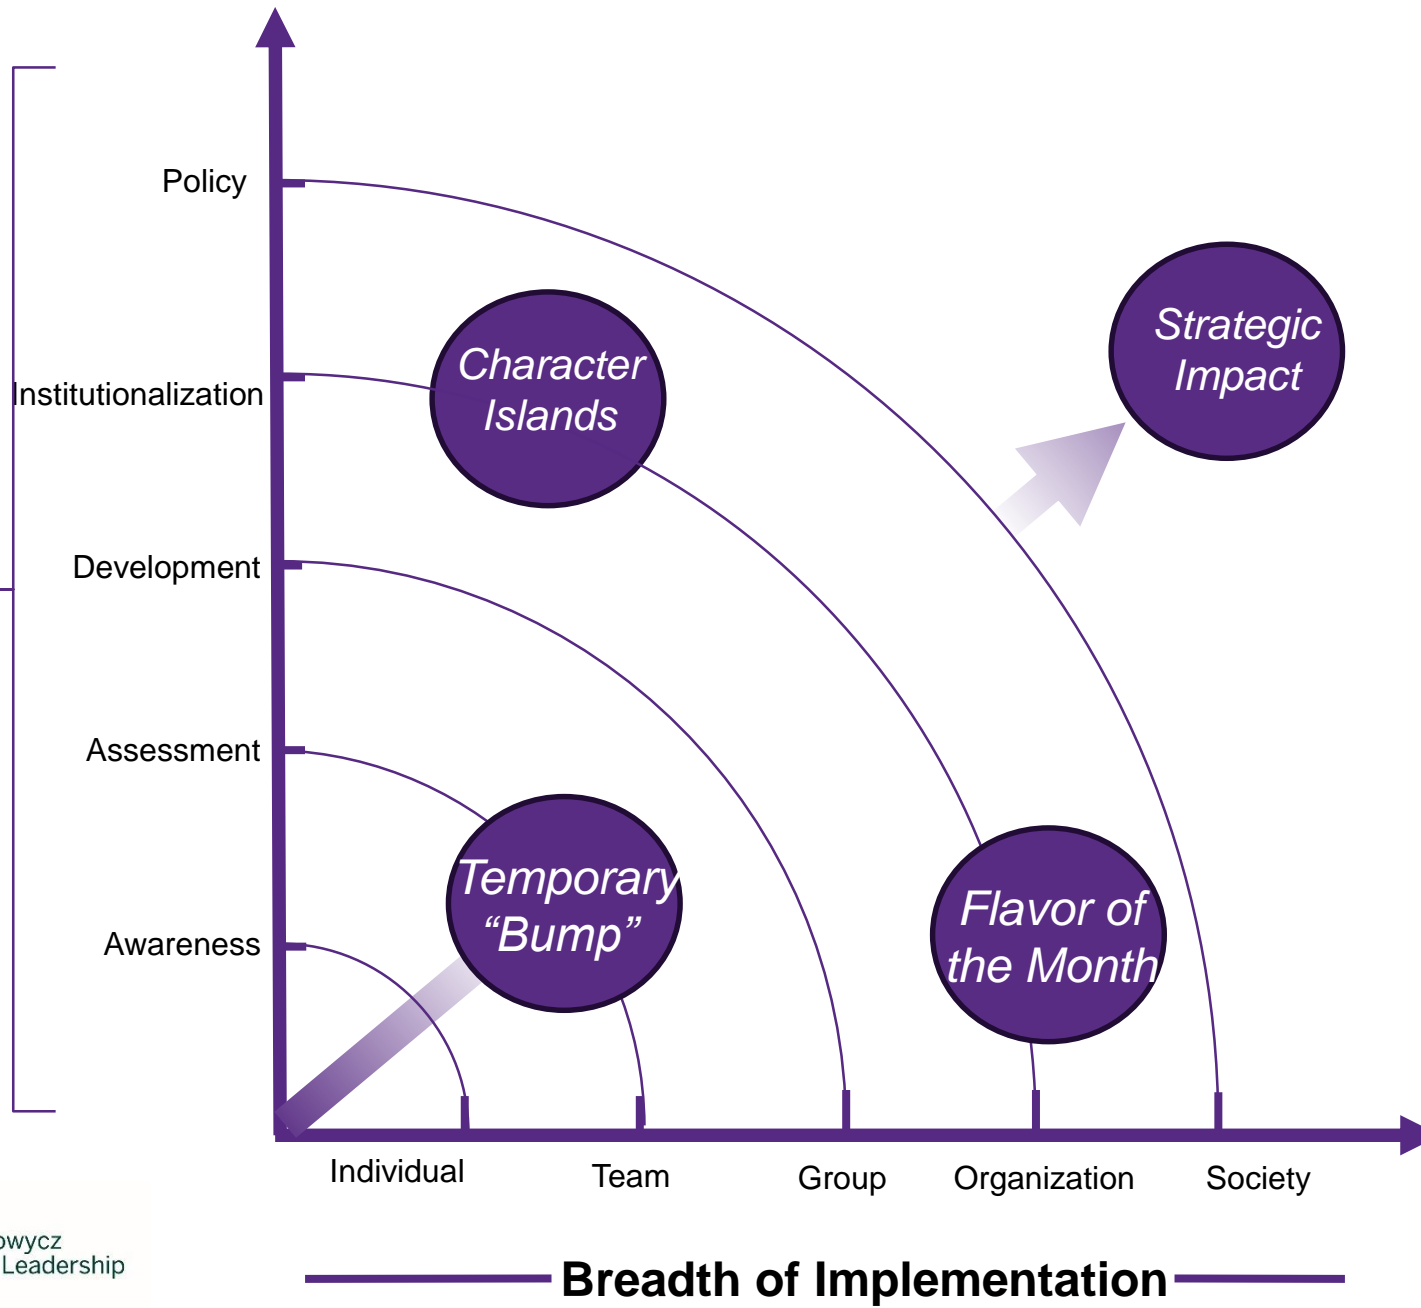 Policy
Strategic
Impact
Character
Islands
Institutionalization
Development
Assessment
Temporary
“Bump”
Flavor of
the Month
Awareness
Individual
Team
Group
Organization
Society
Leadership
Breadth of Implementation